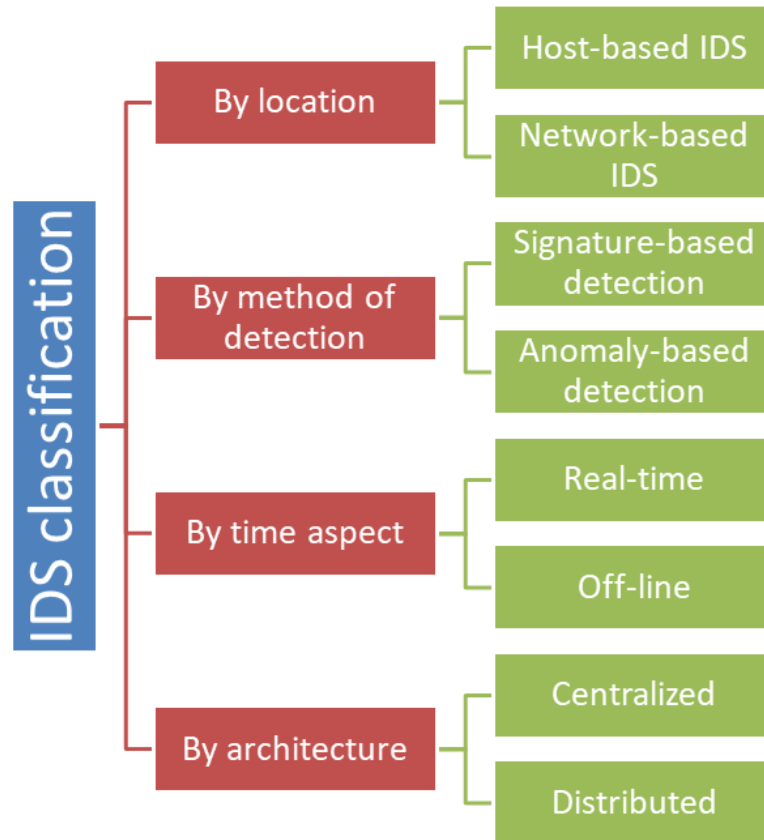 IDS classification
By location
Host-based IDS
Network-based
IDS
By method of
detection
Signature-based
detection
Anomaly-based
detection
By time aspect
Real-time
Off-line
By architecture
Centralized
Distributed